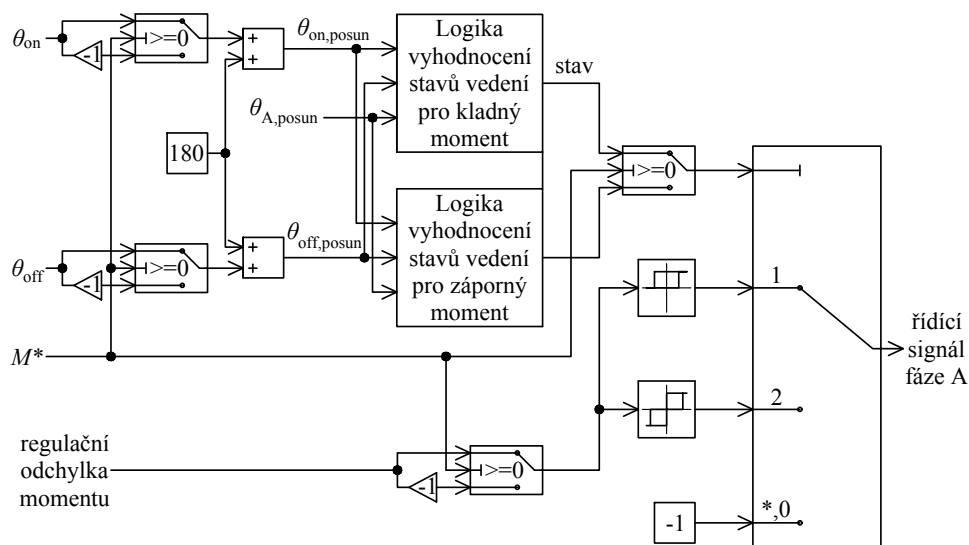 θon
-1
>=0
+
+
θon,posun
Logika
vyhodnocení
stavů vedení
pro kladný
moment
stav
θA,posun
180
>=0
Logika
vyhodnocení
stavů vedení
pro záporný
moment
θoff
-1
>=0
+
+
θoff,posun
M*
1
2
řídící
signál
fáze A
regulační
odchylka
momentu
-1
>=0
-1
*,0